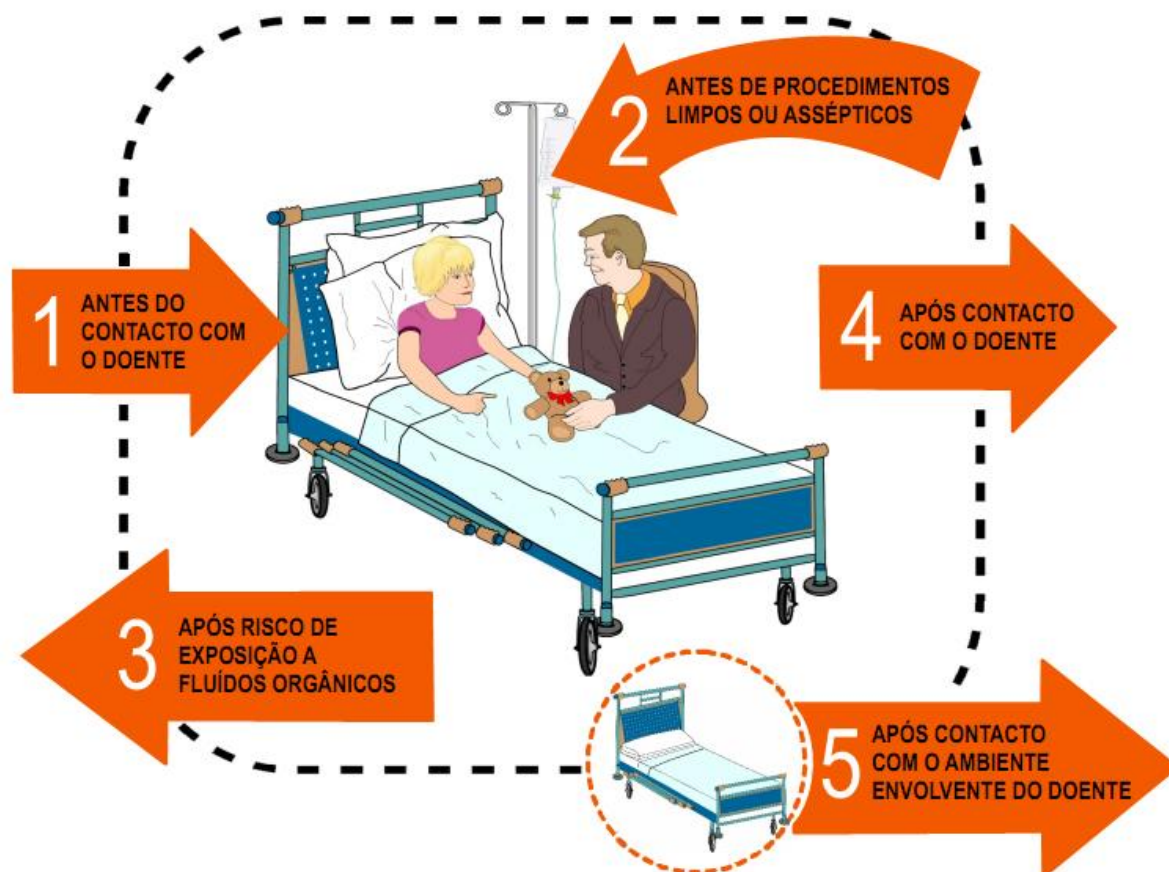 1
ANTES DO
CONTACTO COM
O DOENTE
2
ANTES DE PROCEDIMENTOS
LIMPOS OU ASSÉPTICOS
3
APÓS RISCO DE
EXPOSIÇÃO A
FLUÍDOS ORGÂNICOS
4
APÓS CONTACTO
COM O DOENTE
5
APÓS CONTACTO
COM O AMBIENTE
ENVOLVENTE DO DOENTE